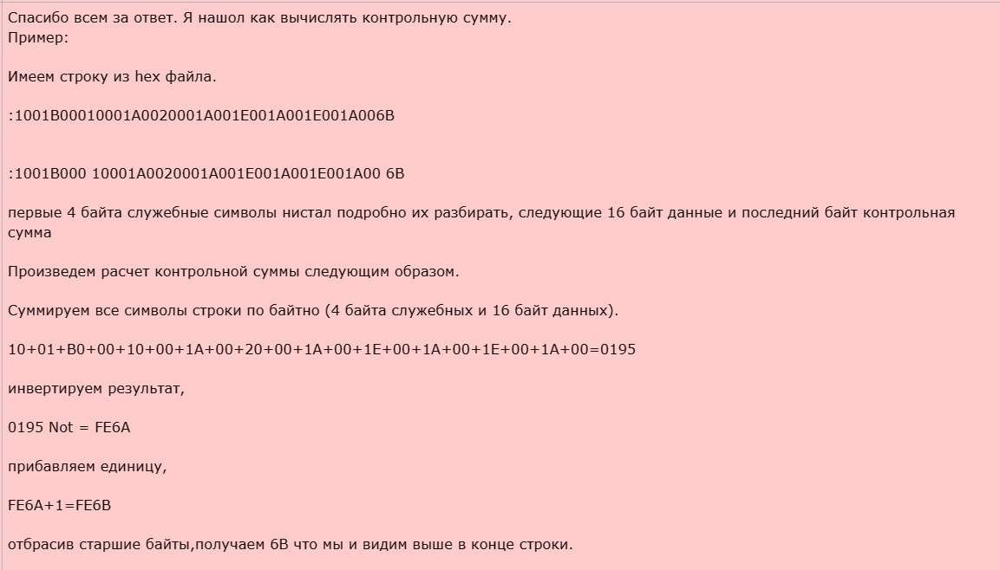 Спасибо всем за ответ. Я нашол как вычислять контрольную сумму.
Пример:
Имеем строку из hex файла.
:1001B00010001A0020001A001E001A001E001A006B
:1001B000 10001A0020001A001E001A001E001A00 6B
первые 4 байта служебные символы нистал подробно их разбирать, следующие 16 байт данные и последний байт контрольная
сумма
Произведем расчет контрольной суммы следующим образом.
Суммируем все символы строки по байтно (4 байта служебных и 16 байт данных).
10+01+B0+00+10+00+1A+00+20+00+1A+00+1E+00+1A+00+1E+00+1A+00=0195
инвертируем результат,
0195 Not = FE6A
прибавляем единицу,
FE6A+1=FE6B
отбрасив старшие байты,получаем 6B что мы и видим выше в конце строки.